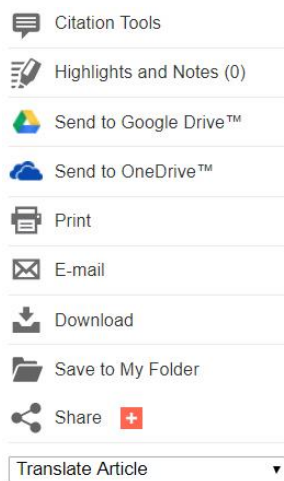 Citation Tools
Highlights and Notes (0)
Send to Google Drive™
Send to OneDrive™
Print
E-mail
Download
Save to My Folder
Share
Translate Article